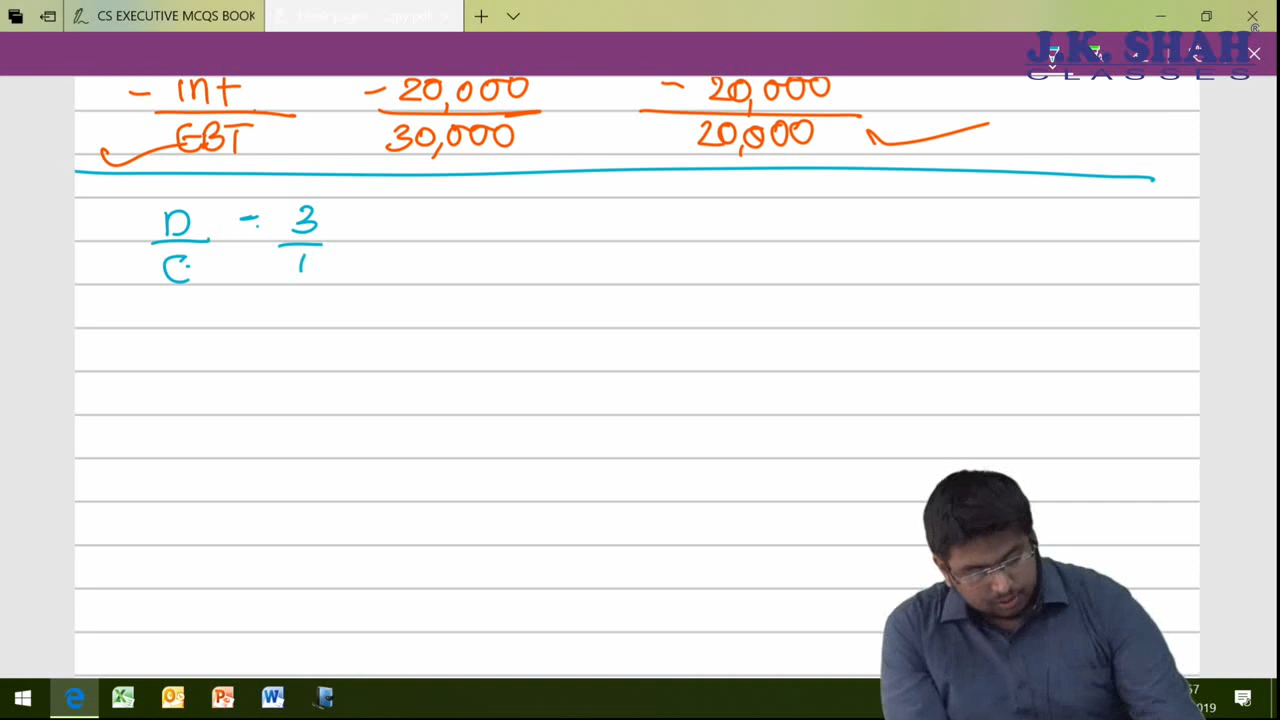 CS EXECUTIVE MCQS BOOK
J.K. SHAH®
CLASSES
- Int - 20,000 - 20,000
EBT 30,000 20,000
D = 3
C 1